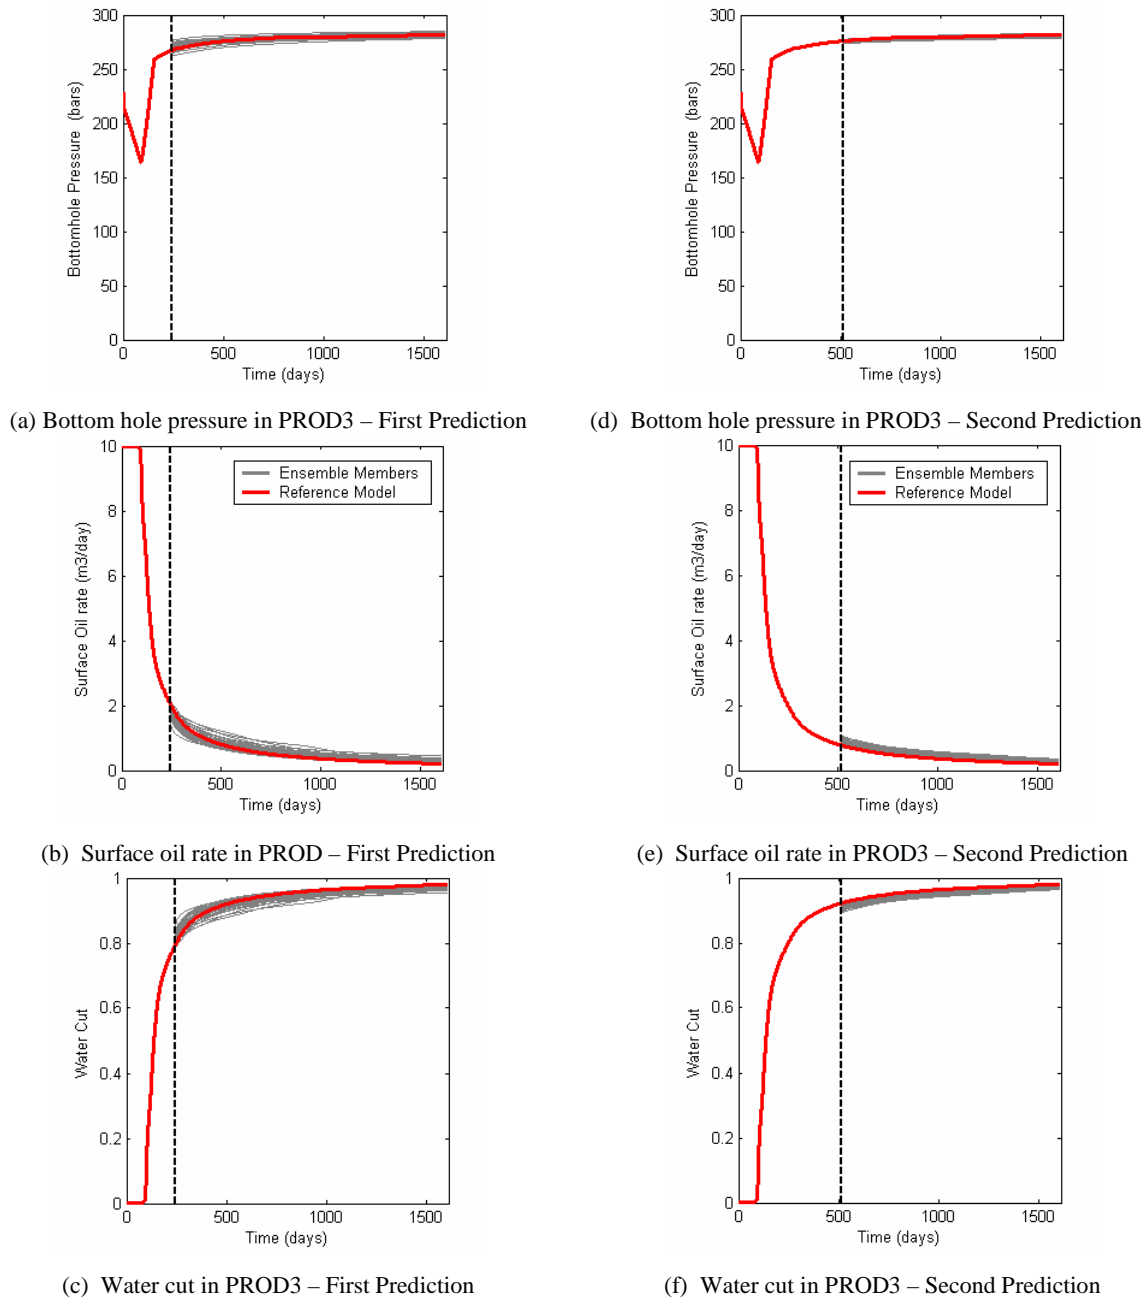 300
250
200
150
100
50
0
0 500 1000 1500
Bottomhole Pressure (bars)
Time (days)
300
250
200
150
100
50
0
0 500 1000 1500
Bottomhole Pressure (bars)
Time (days)
(a) Bottom hole pressure in PROD3 – First Prediction
(d) Bottom hole pressure in PROD3 – Second Prediction
10
8
6
4
2
0
0 500 1000 1500
Surface Oil rate (m3/day)
Time (days)
Ensemble Members
Reference Model
10
8
6
4
2
0
0 500 1000 1500
Surface Oil rate (m3/day)
Time (days)
Ensemble Members
Reference Model
(b) Surface oil rate in PROD – First Prediction
(e) Surface oil rate in PROD3 – Second Prediction
1
0.8
0.6
0.4
0.2
0
0 500 1000 1500
Water Cut
Time (days)
1
0.8
0.6
0.4
0.2
0
0 500 1000 1500
Water Cut
Time (days)
(c) Water cut in PROD3 – First Prediction
(f) Water cut in PROD3 – Second Prediction